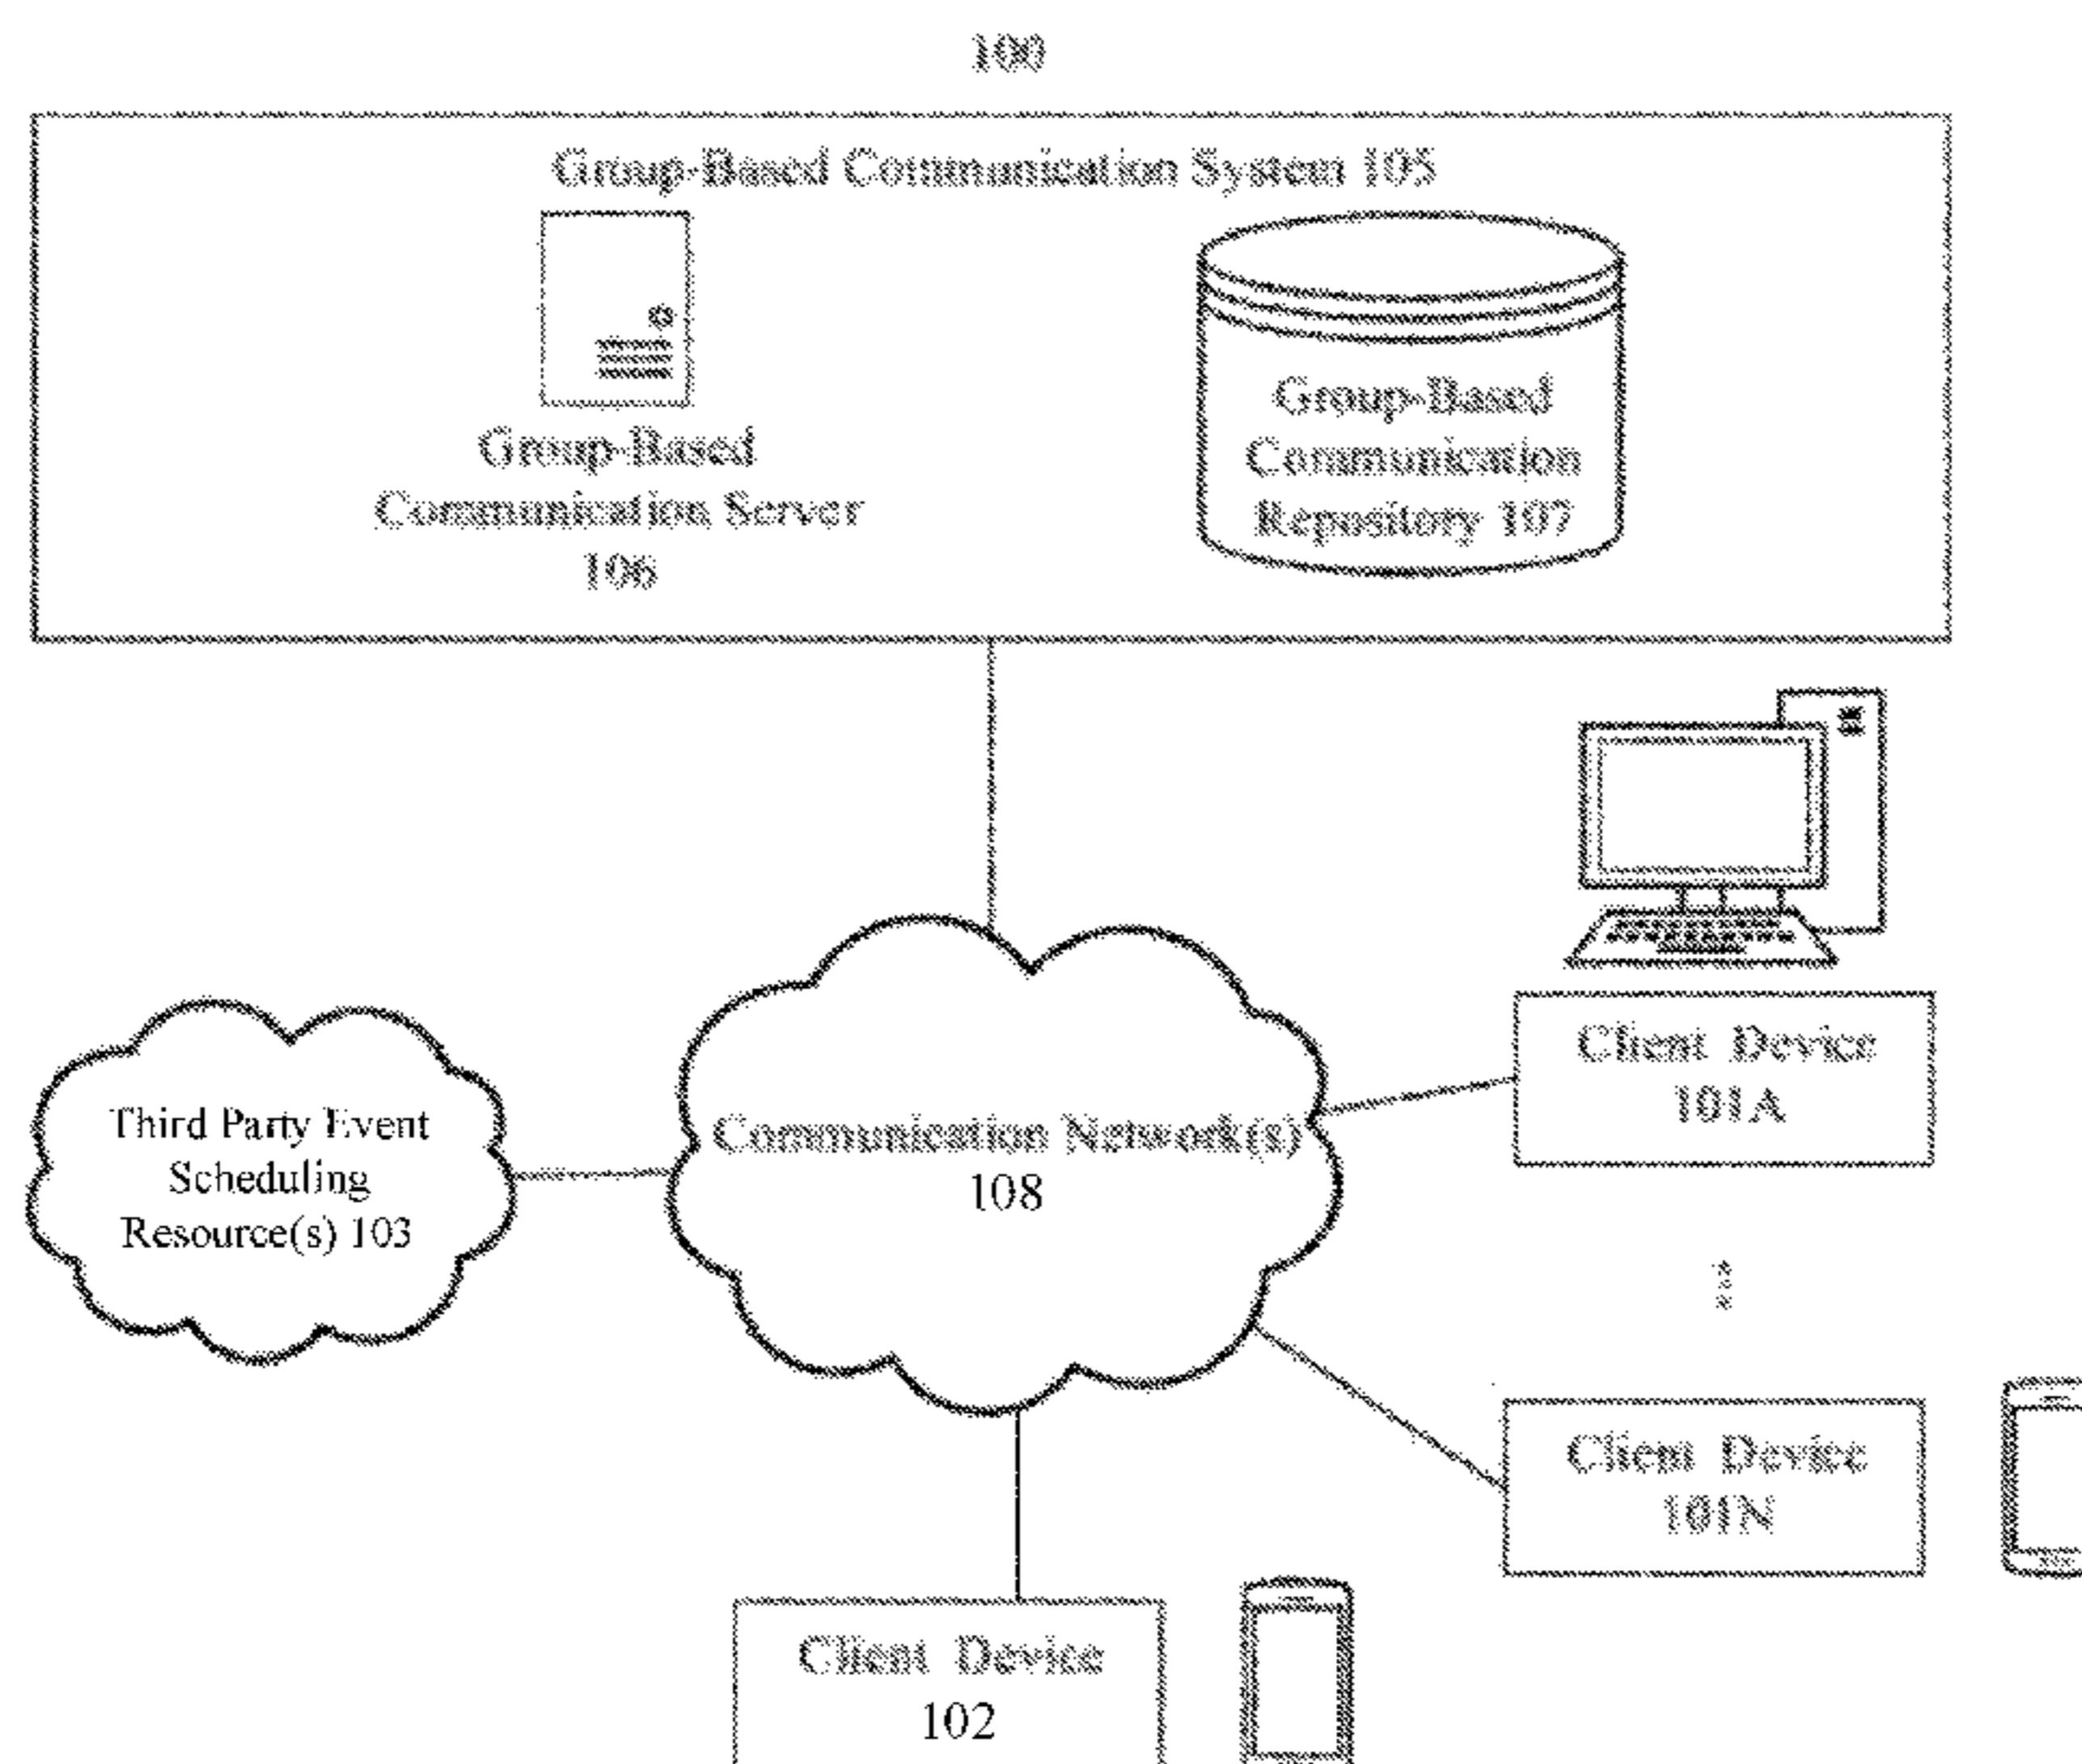 100
Group-Based Communication System 105
Group-Based
Communication Server
106
Group-Based
Communication
Repository 107
Third Party Event
Scheduling
Resource(s) 103
Communication Network(s)
108
Client Device
101A
Client Device
101N
Client Device
102